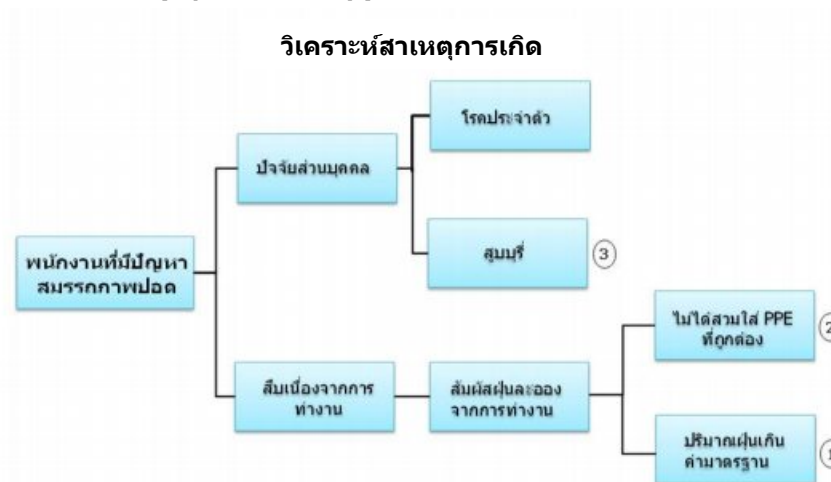 วิเคราะห์สาเหตุการเกิด
โรคประจำตัว
ปัจจัยส่วนบุคคล
สูบบุรี่
3
พนักงานที่มีปัญหา
สมรรถภาพปอด
ไม่ได้สวมใส่ PPE
ที่ถูกต้อง
2
สืบเนื่องจากการ
ทำงาน
สัมผัสฝุ่นละออง
จากการทำงาน
ปริมาณฝุ่นเกิน
ค่ามาตรฐาน
1